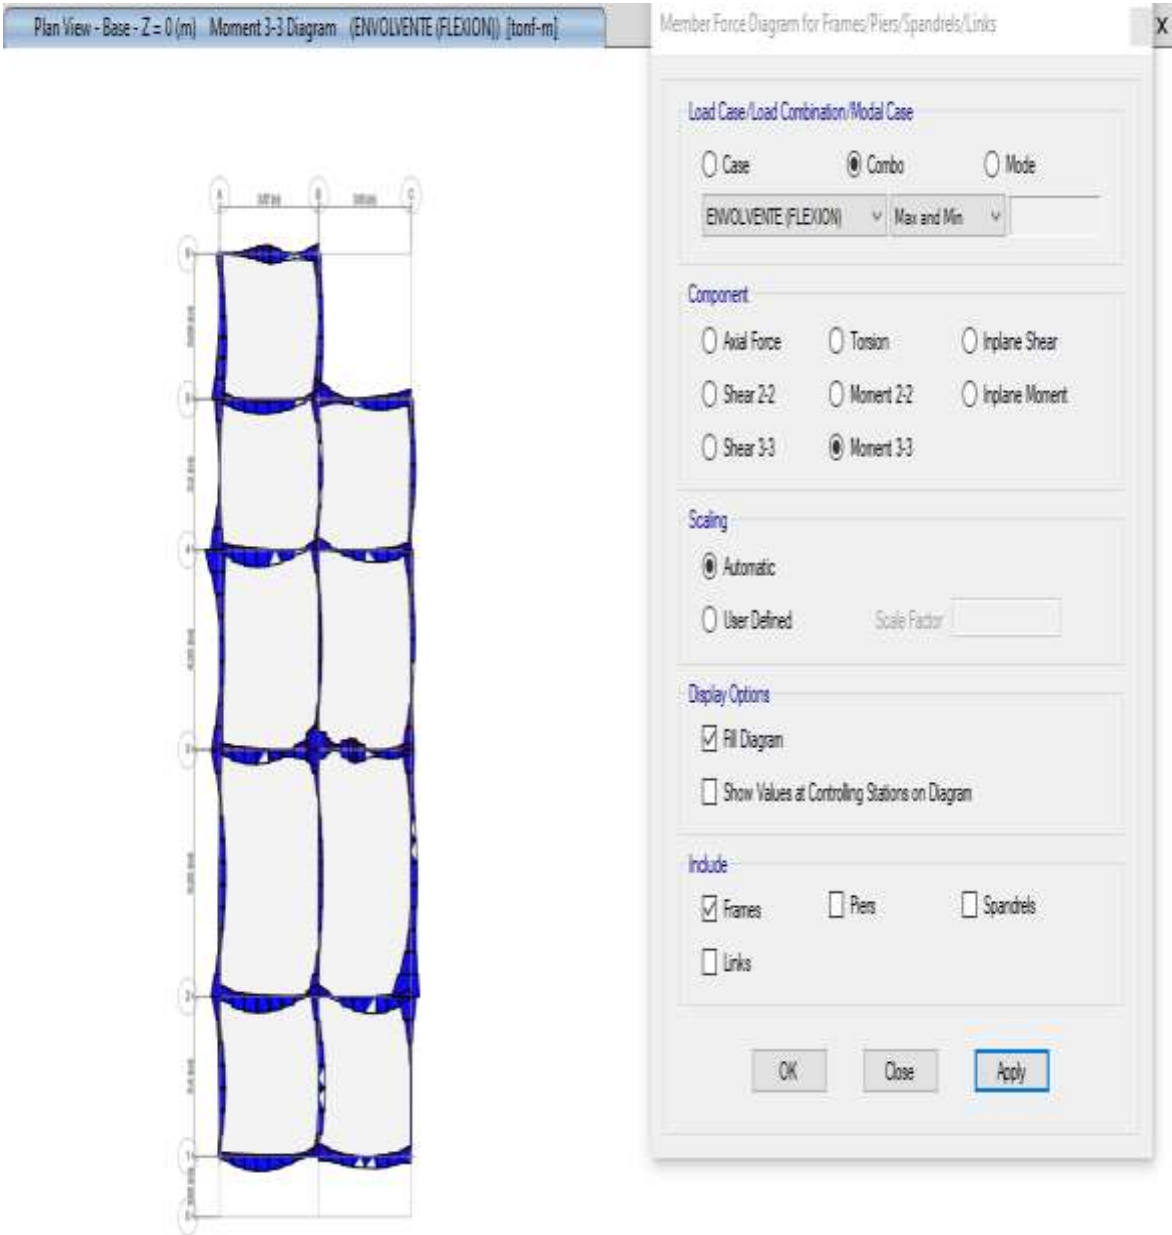 Plan View - Base - Z = 0 (m) Moment 3-3 Diagram (ENVOLVENTE (FLEXION)) [tonf-m]
Member Force Diagram for Frames/Piers/Spandrels/Links
X
Load Case/Load Combination/Modal Case
Case
Combo
Mode
ENVOLVENTE (FLEXION)
Max and Min
Component
Axial Force
Torsion
Inplane Shear
Shear 2-2
Moment 2-2
Inplane Moment
Shear 3-3
Moment 3-3
Scaling
Automatic
User Defined
Scale Factor
Display Options
Fill Diagram
Show Values at Controlling Stations on Diagram
Include
Frames
Piers
Spandrels
Links
OK
Close
Apply
A
B
C
4
3
2
1